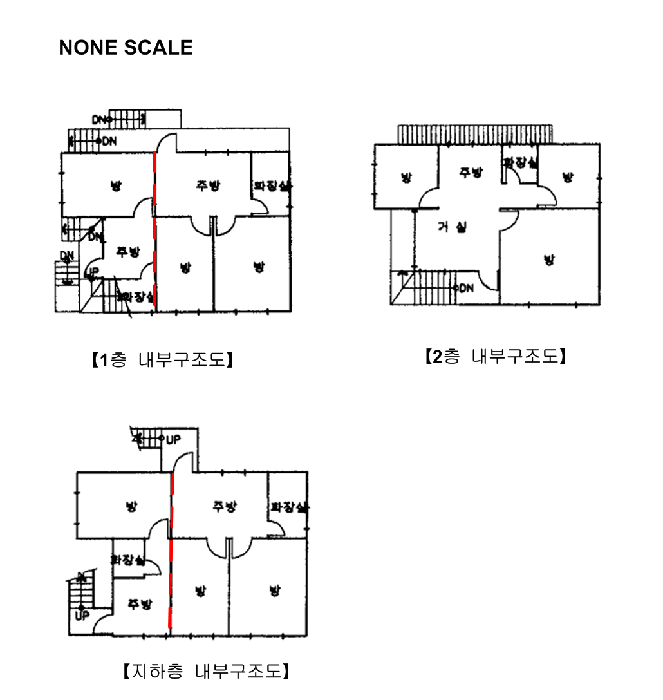 NONE SCALE
DN
DN
방
주방
화장실
DN
주방
DN
UP
방
방
화장실
【1층 내부구조도】
방
주방
화장실
방
거 실
방
DN
【2층 내부구조도】
UP
방
주방
화장실
화장실
주방
방
방
UP
【지하층 내부구조도】